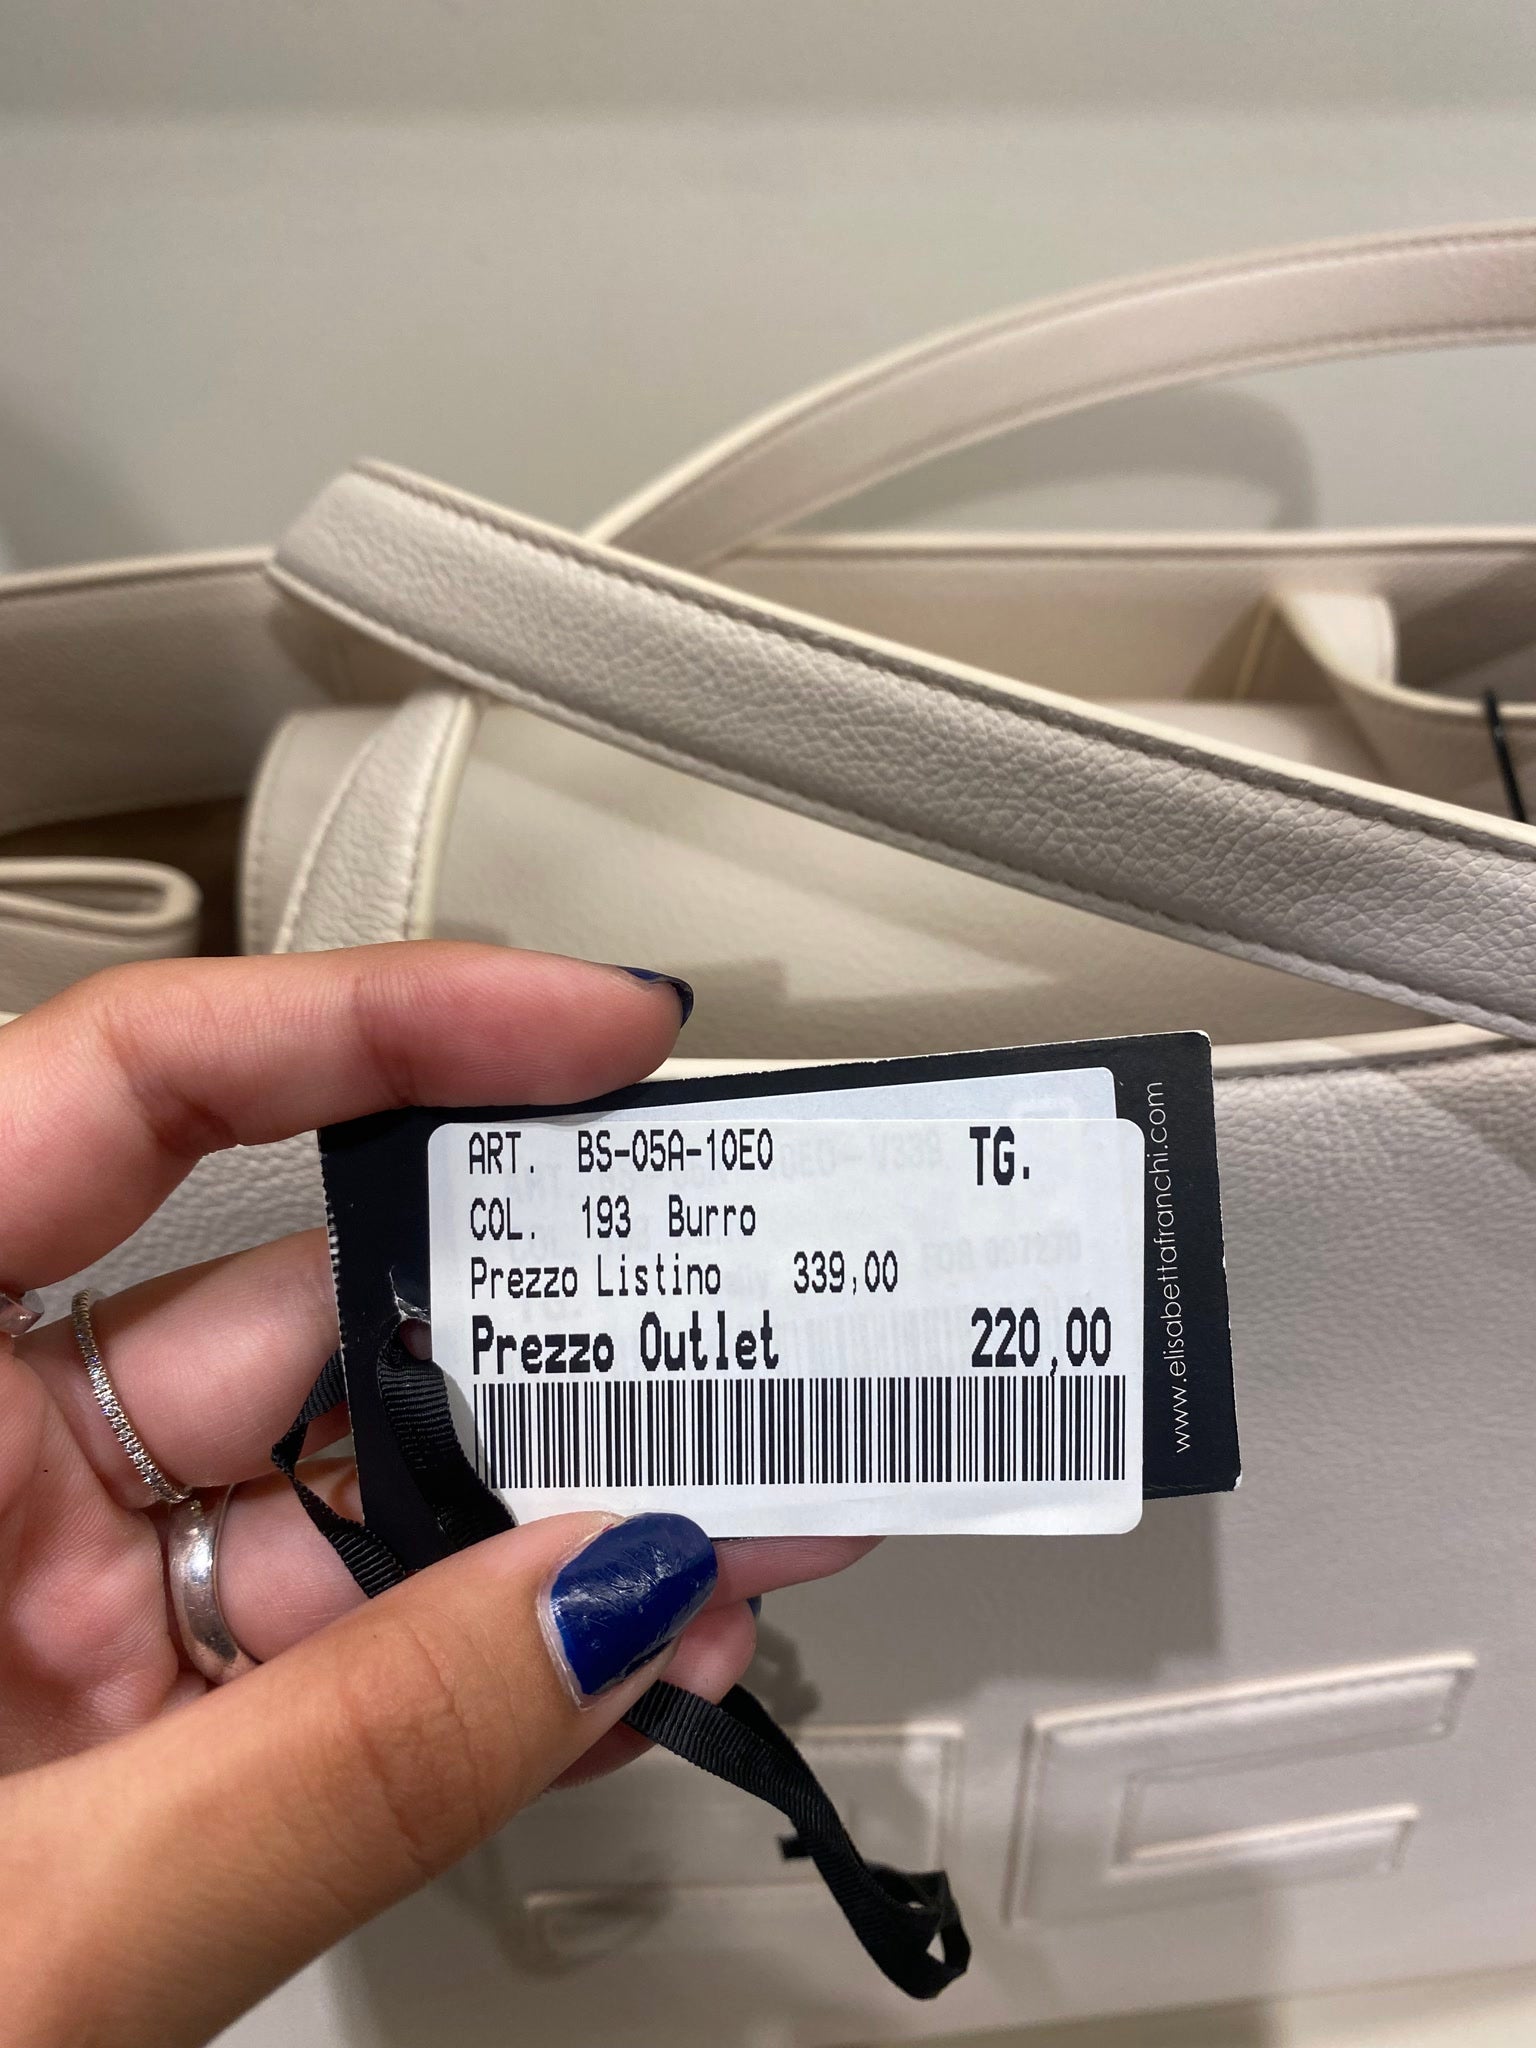 ART. BS-05A-10E0 TG.
COL. 193 Burro
Prezzo Listino 339,00
Prezzo Outlet 220,00
www.elisabettafranchi.com